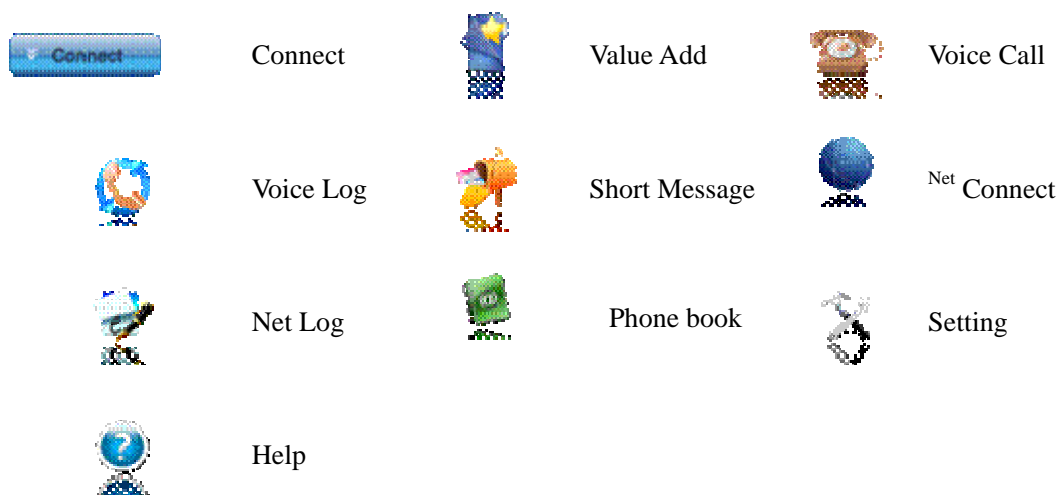 Connect Connect Value Add Voice Call
Voice Log Short Message Net Connect
Net Log Phone book Setting
? Help